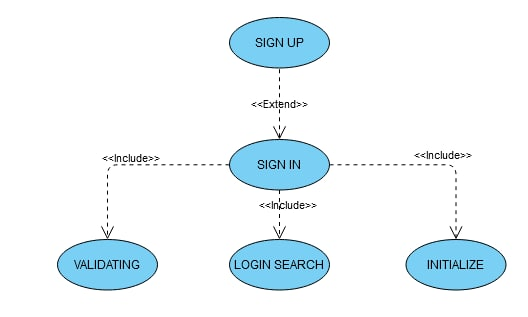 SIGN UP
<<Extend>>
SIGN IN
<<Include>>
<<Include>>
<<Include>>
VALIDATING
LOGIN SEARCH
INITIALIZE